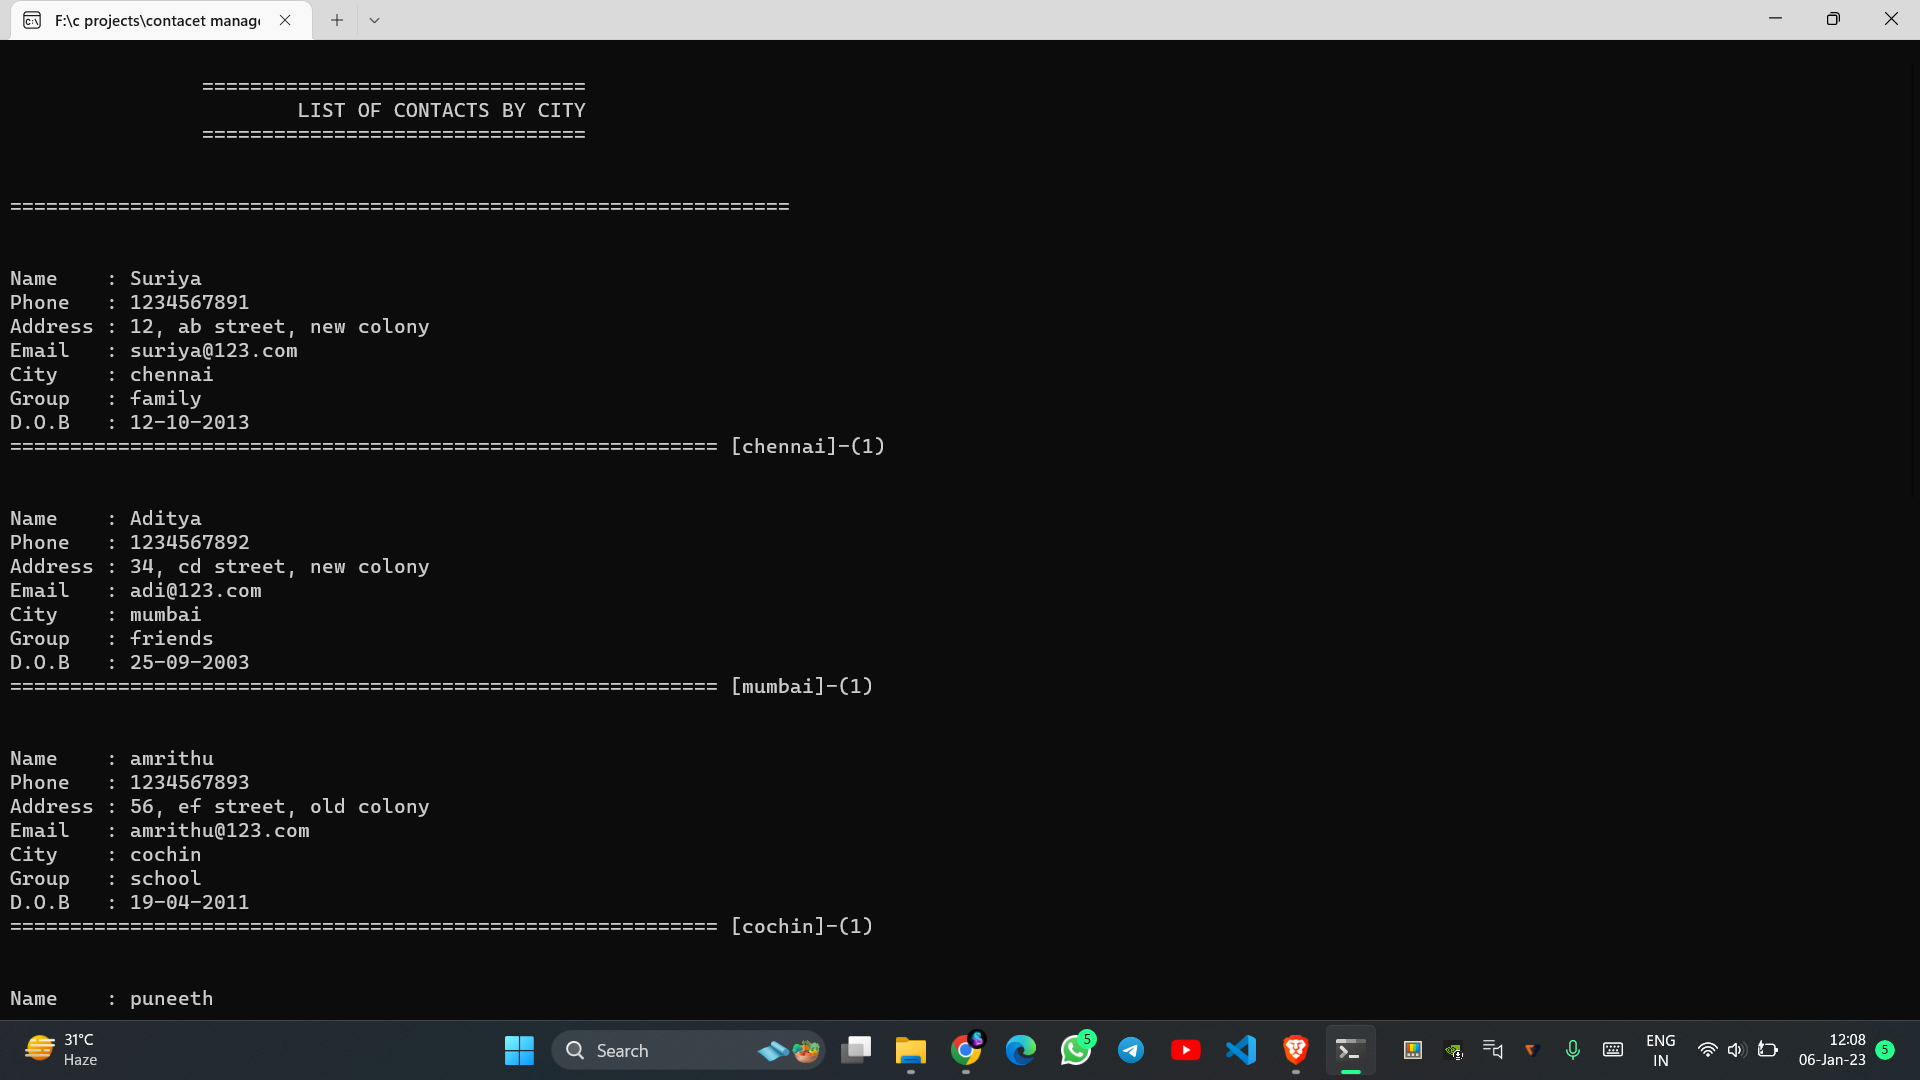 F:\c projects\contacet manag
===============================
LIST OF CONTACTS BY CITY
================================
=================================================================
Name    : Suriya
Phone   : 1234567891
Address : 12, ab street, new colony
Email   : suriya@123.com
City    : chennai
Group   : family
D.O.B   : 12-10-2013
=========================================================== [chennai]-(1)
Name    : Aditya
Phone   : 1234567892
Address : 34, cd street, new colony
Email   : adi@123.com
City    : mumbai
Group   : friends
D.O.B   : 25-09-2003
=========================================================== [mumbai]-(1)
Name    : amrithu
Phone   : 1234567893
Address : 56, ef street, old colony
Email   : amrithu@123.com
City    : cochin
Group   : school
D.O.B   : 19-04-2011
=========================================================== [cochin]-(1)
Name    : puneeth
31°C
Haze
Search
5
ENG
IN
12:08
06-Jan-23
5